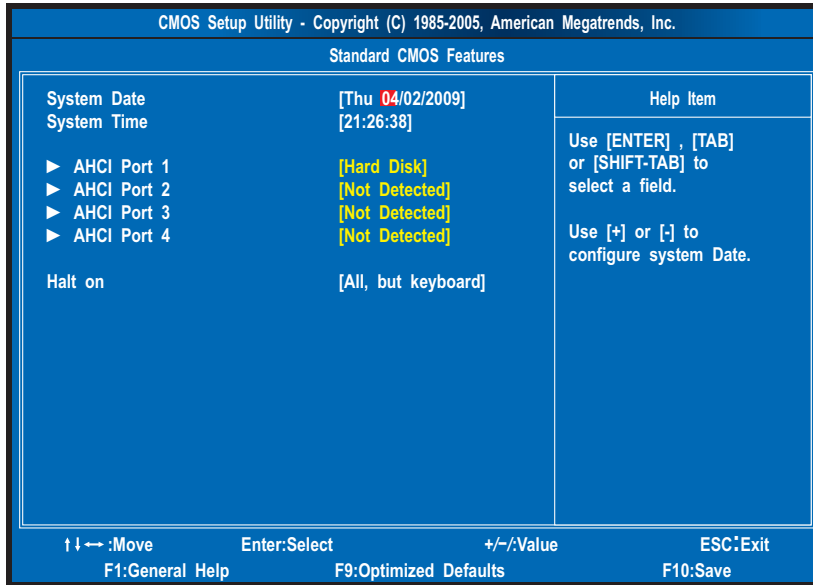 CMOS Setup Utility - Copyright (C) 1985-2005, American Megatrends, Inc.
Standard CMOS Features
System Date [Thu 04/02/2009]
System Time [21:26:38]
► AHCI Port 1 [Hard Disk]
► AHCI Port 2 [Not Detected]
► AHCI Port 3 [Not Detected]
► AHCI Port 4 [Not Detected]
Halt on [All, but keyboard]
Help Item
Use [ENTER] , [TAB]
or [SHIFT-TAB] to
select a field.
Use [+] or [-] to
configure system Date.
↑↓↔ :Move Enter:Select +/-/:Value ESC:Exit
F1:General Help F9:Optimized Defaults F10:Save